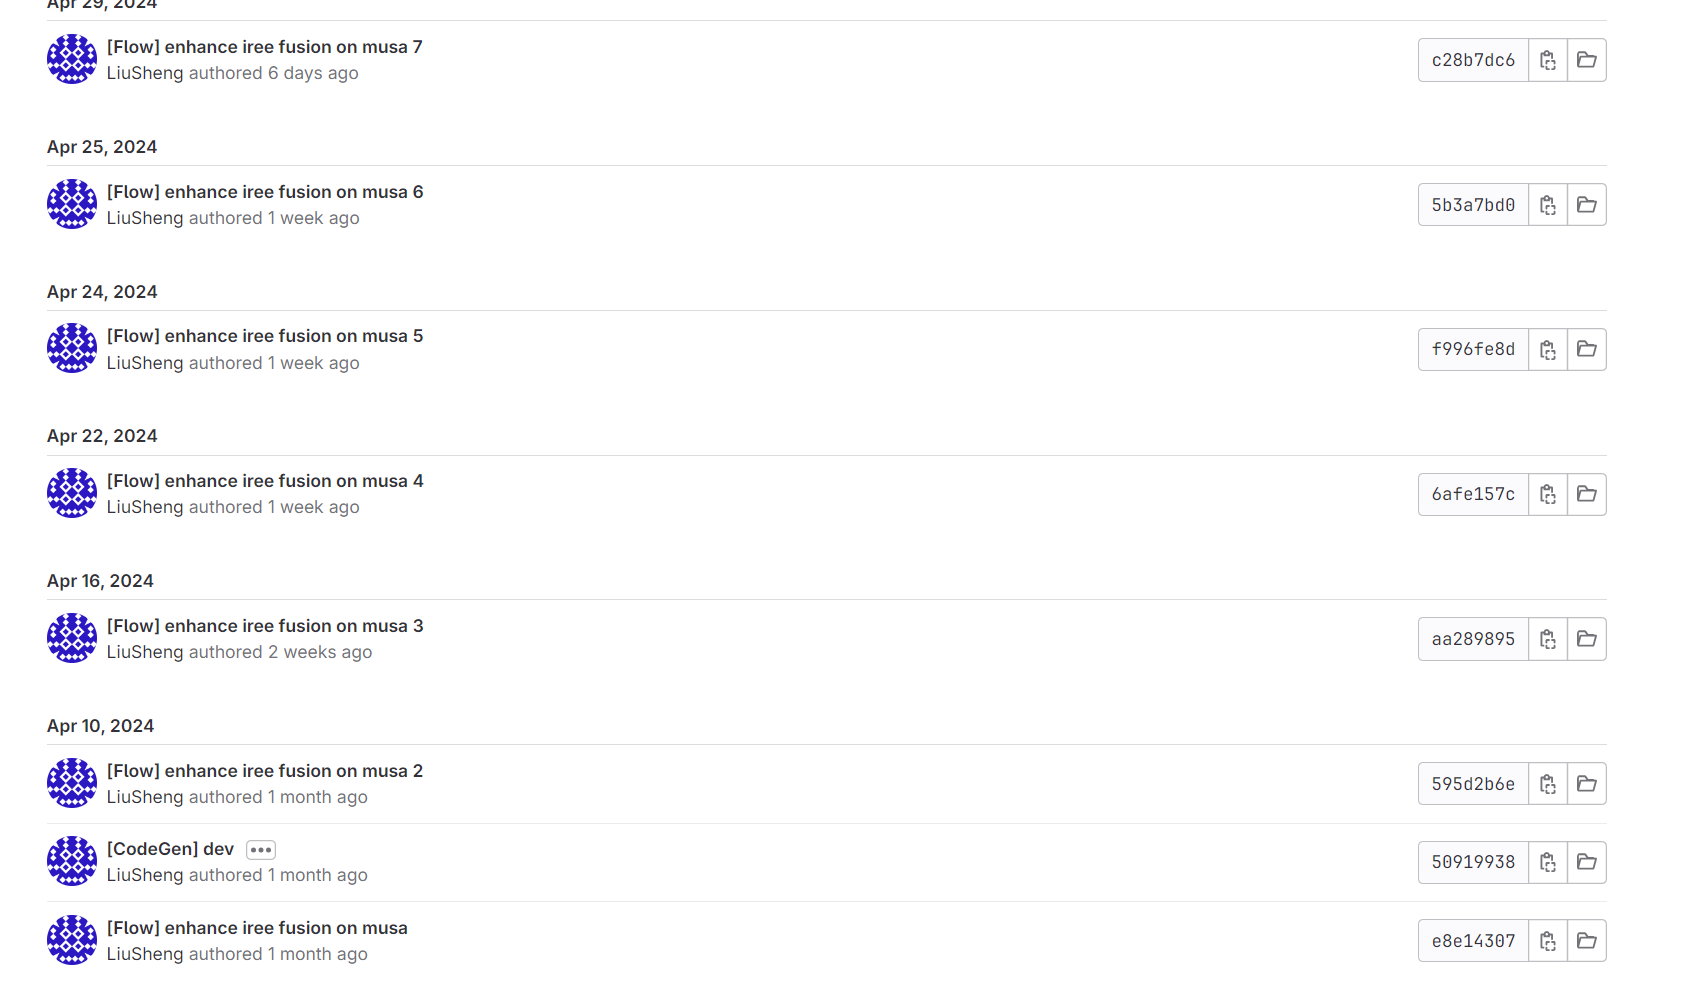 Apr 29, 2024
[Flow] enhance iree fusion on musa 7
LiuSheng authored 6 days ago
c28b7dc6
Apr 25, 2024
[Flow] enhance iree fusion on musa 6
LiuSheng authored 1 week ago
5b3a7bd0
Apr 24, 2024
[Flow] enhance iree fusion on musa 5
LiuSheng authored 1 week ago
f996fe8d
Apr 22, 2024
[Flow] enhance iree fusion on musa 4
LiuSheng authored 1 week ago
6afe157c
Apr 16, 2024
[Flow] enhance iree fusion on musa 3
LiuSheng authored 2 weeks ago
aa289895
Apr 10, 2024
[Flow] enhance iree fusion on musa 2
LiuSheng authored 1 month ago
595d2b6e
[CodeGen] dev
LiuSheng authored 1 month ago
50919938
[Flow] enhance iree fusion on musa
LiuSheng authored 1 month ago
e8e14307